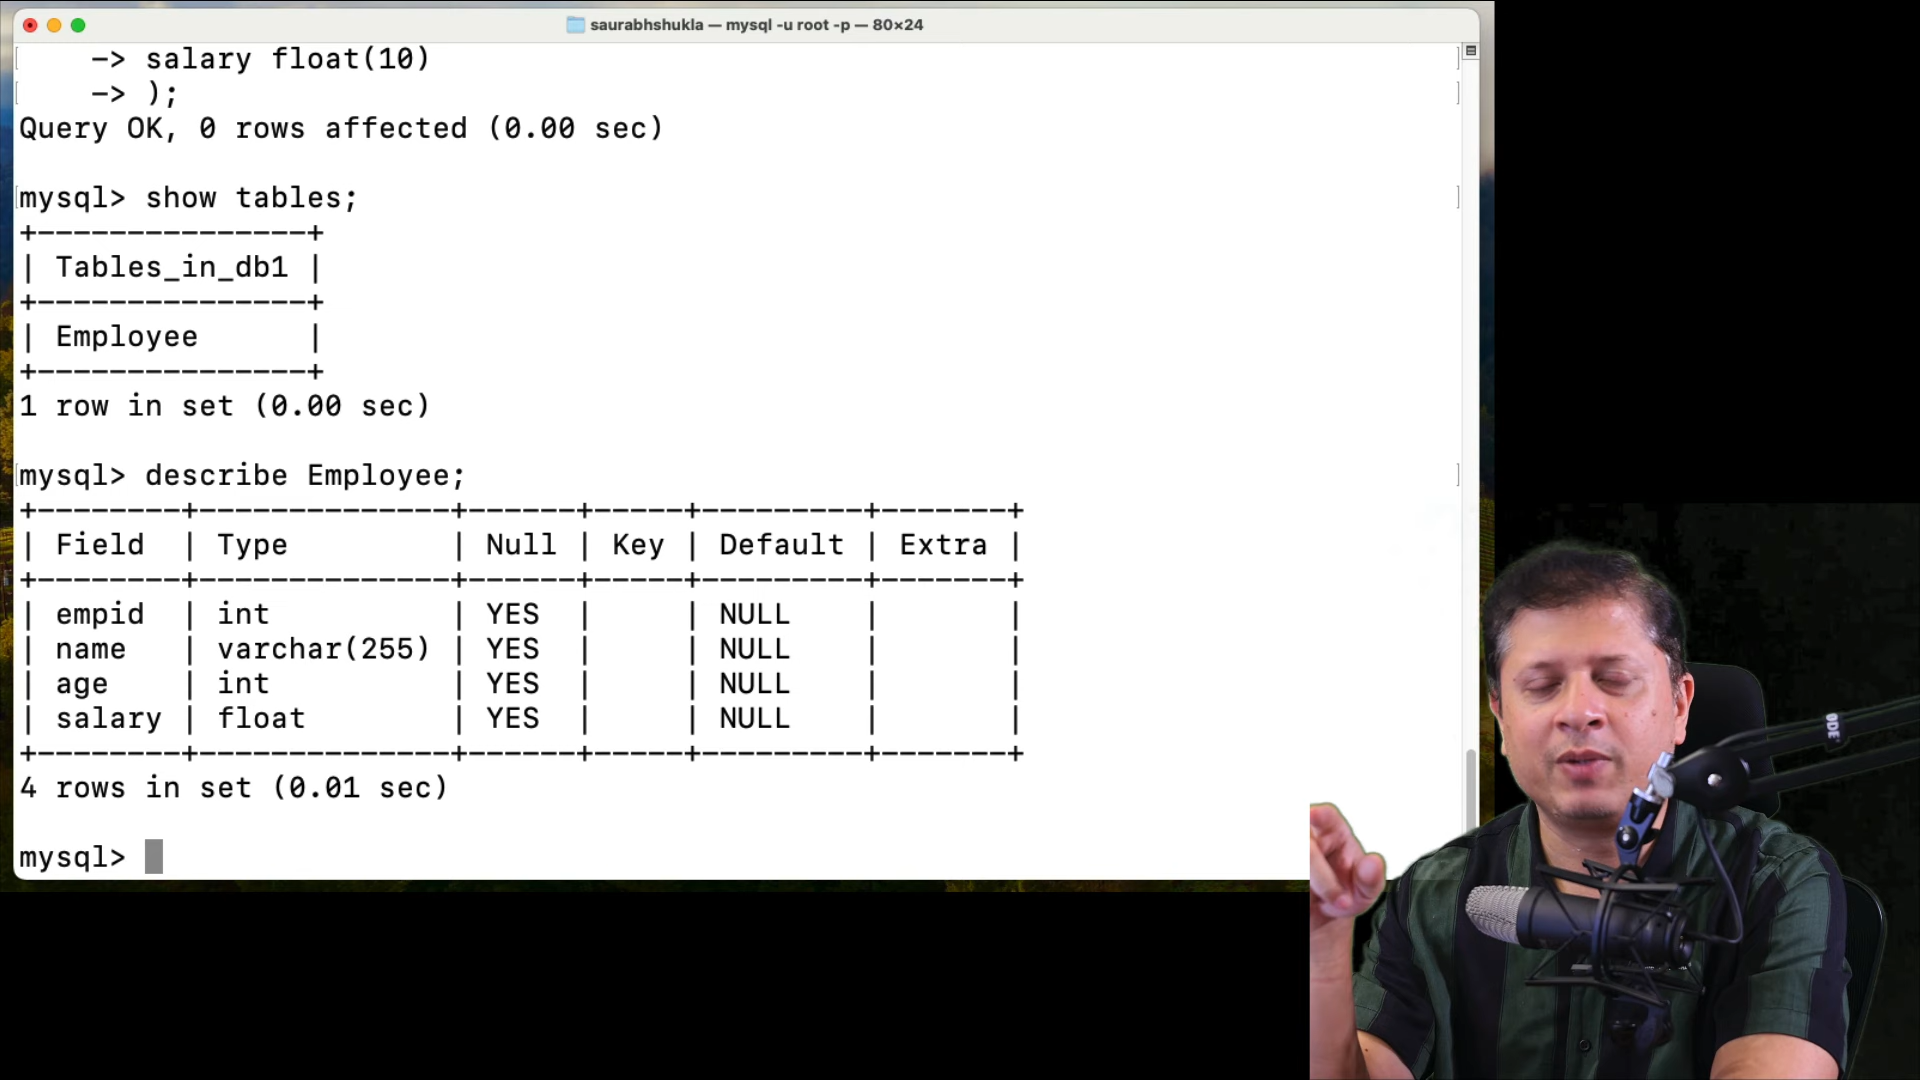 saurabhshukla — mysql -u root -p — 80×24
-> salary float(10)
-> );
Query OK, 0 rows affected (0.00 sec)
mysql> show tables;
+---------------+
| Tables_in_db1 |
+---------------+
| Employee      |
+---------------+
1 row in set (0.00 sec)
mysql> describe Employee;
+--------+--------------+------+-----+---------+-------+
| Field  | Type         | Null | Key | Default | Extra |
+--------+--------------+------+-----+---------+-------+
| empid  | int          | YES  |     | NULL    |       |
| name   | varchar(255) | YES  |     | NULL    |       |
| age    | int          | YES  |     | NULL    |       |
| salary | float        | YES  |     | NULL    |       |
+--------+--------------+------+-----+---------+-------+
4 rows in set (0.01 sec)
mysql>